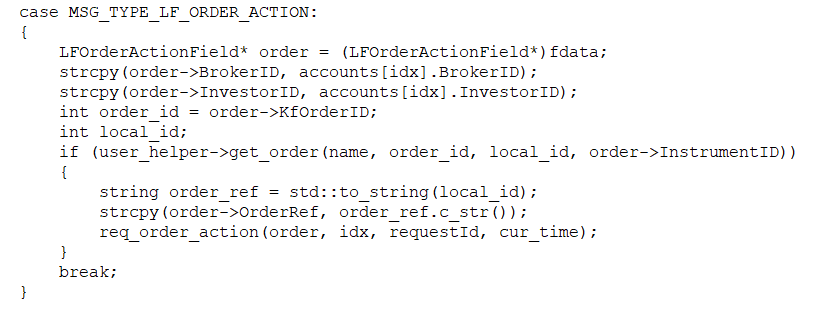 case MSG_TYPE_LF_ORDER_ACTION:
{
    LFOrderActionField* order = (LFOrderActionField*)fdata;
    strcpy(order->BrokerID, accounts[idx].BrokerID);
    strcpy(order->InvestorID, accounts[idx].InvestorID);
    int order_id = order->KfOrderID;
    int local_id;
    if (user_helper->get_order(name, order_id, local_id, order->InstrumentID))
    {
        string order_ref = std::to_string(local_id);
        strcpy(order->OrderRef, order_ref.c_str());
        req_order_action(order, idx, requestId, cur_time);
    }
    break;
}